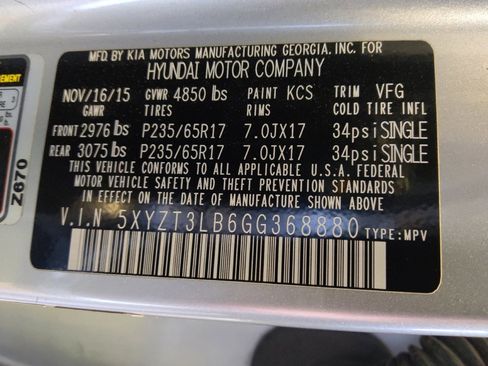 MFD.BY KIA MOTORS MANUFACTURING GEORGIA.INC.FOR
HYUNDAI MOTOR COMPANY
NOV/16/15 GVWR 4850 lbs PAINT KCS TRIM VFG
GAWR TIRES RIMS COLD TIRE INFL
FRONT 2976 lbs P235/65R17 7.0JX17 34psi SINGLE
REAR 3075 lbs P235/65R17 7.0JX17 34psi SINGLE
THIS VEHICLE CONFORMS TO ALL APPLICABLE U.S.A. FEDERAL
MOTOR VEHICLE SAFETY AND THEFT PREVENTION STANDARDS
IN EFFECT ON THE DATE OF MANUFACTURE SHOWN ABOVE.
V.I.N 5XYZT3LB6GG368880 TYPE:MPV
Z670